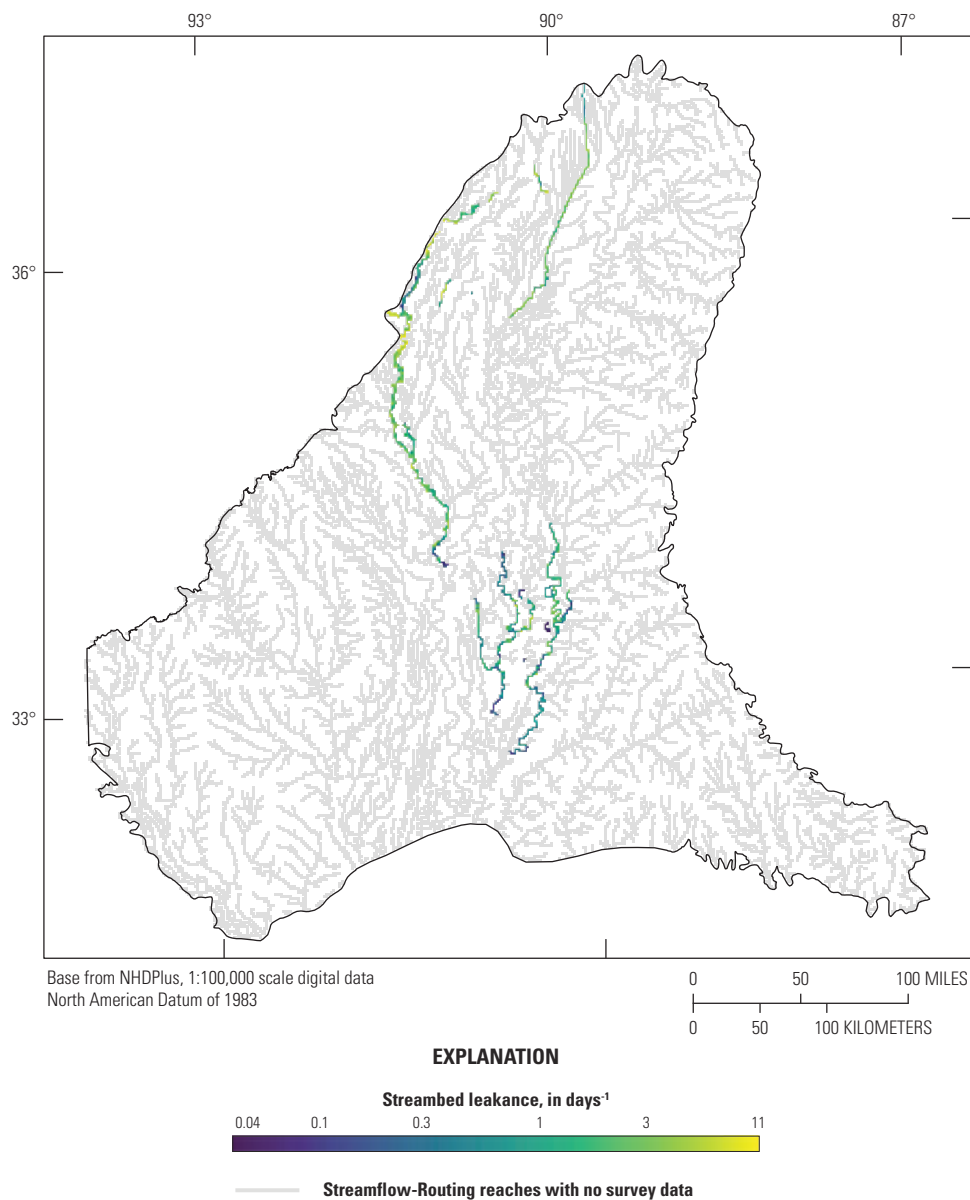 93°
90°
87°
36°
33°
Base from NHDPlus, 1:100,000 scale digital data
North American Datum of 1983
0 50 100 MILES
0 50 100 KILOMETERS
EXPLANATION
Streambed leakance, in days⁻¹
0.04 0.1 0.3 1 3 11
Streamflow-Routing reaches with no survey data